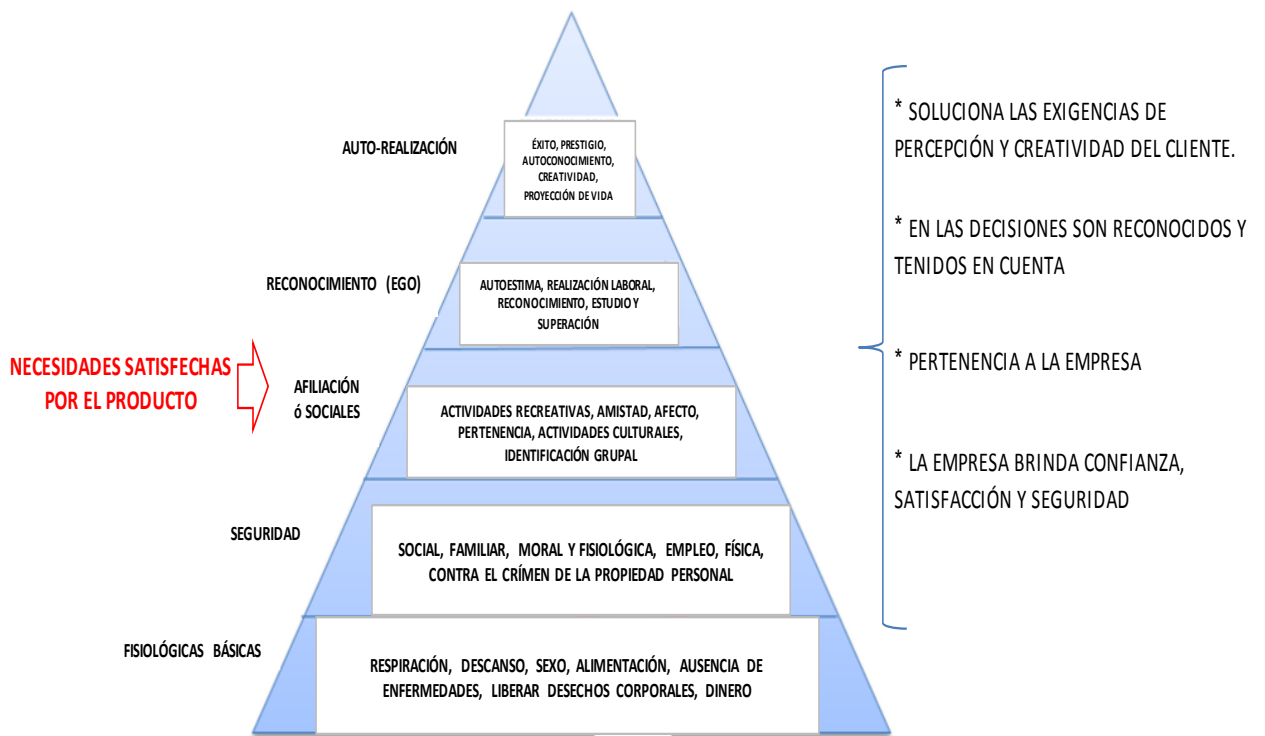 AUTO-REALIZACIÓN
ÉXITO, PRESTIGIO,
AUTOCONOCIMIENTO,
CREATIVIDAD,
PROYECCIÓN DE VIDA
RECONOCIMIENTO (EGO)
AUTOESTIMA, REALIZACIÓN LABORAL,
RECONOCIMIENTO, ESTUDIO Y
SUPERACIÓN
NECESIDADES SATISFECHAS
POR EL PRODUCTO
AFILIACIÓN
ó SOCIALES
ACTIVIDADES RECREATIVAS, AMISTAD, AFECTO,
PERTENENCIA, ACTIVIDADES CULTURALES,
IDENTIFICACIÓN GRUPAL
SEGURIDAD
SOCIAL, FAMILIAR, MORAL Y FISIOLÓGICA, EMPLEO, FÍSICA,
CONTRA EL CRÍMEN DE LA PROPIEDAD PERSONAL
FISIOLÓGICAS BÁSICAS
RESPIRACIÓN, DESCANSO, SEXO, ALIMENTACIÓN, AUSENCIA DE
ENFERMEDADES, LIBERAR DESECHOS CORPORALES, DINERO
* SOLUCIONA LAS EXIGENCIAS DE
PERCEPCIÓN Y CREATIVIDAD DEL CLIENTE.
* EN LAS DECISIONES SON RECONOCIDOS Y
TENIDOS EN CUENTA
* PERTENENCIA A LA EMPRESA
* LA EMPRESA BRINDA CONFIANZA,
SATISFACCIÓN Y SEGURIDAD